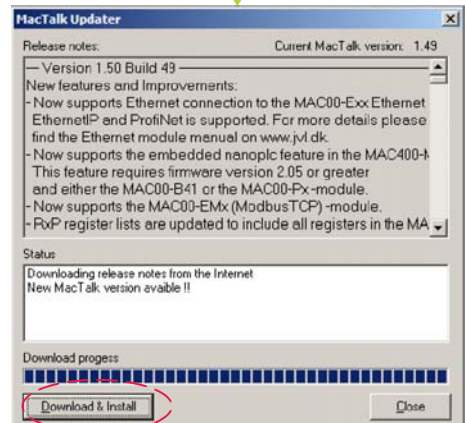 MacTalk Updater
Release notes: Current MacTalk version: 1.49
— Version 1.50 Build 49 —
New features and Improvements:
- Now supports Ethernet connection to the MAC00-Exx Ethernet
EthernetIP and ProfiNet is supported. For more details please
find the Ethernet module manual on www.jvl.dk.
- Now supports the embedded nanoplc feature in the MAC400-
This feature requires firmware version 2.05 or greater
and either the MAC00-B41 or the MAC00-Px-module.
- Now supports the MAC00-EMx (ModbusTCP) -module.
- RxP register lists are updated to include all registers in the MA
Status
Downloading release notes from the Internet
New MacTalk version avaible !!
Download progess
Download & Install Close